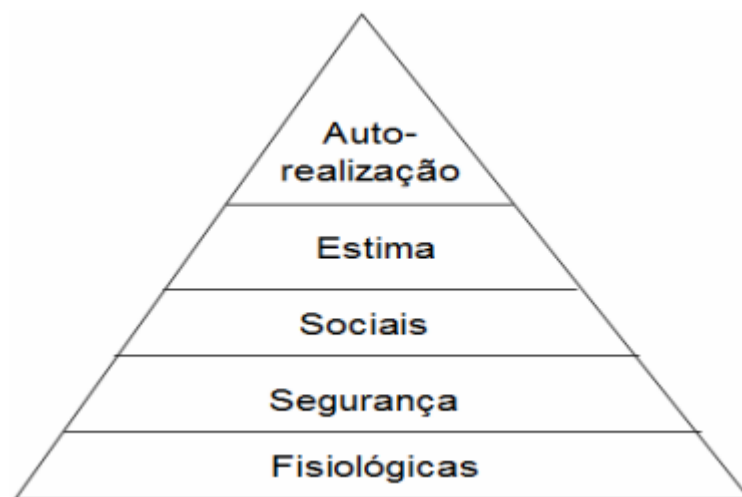 Auto-
realização
Estima
Sociais
Segurança
Fisiológicas